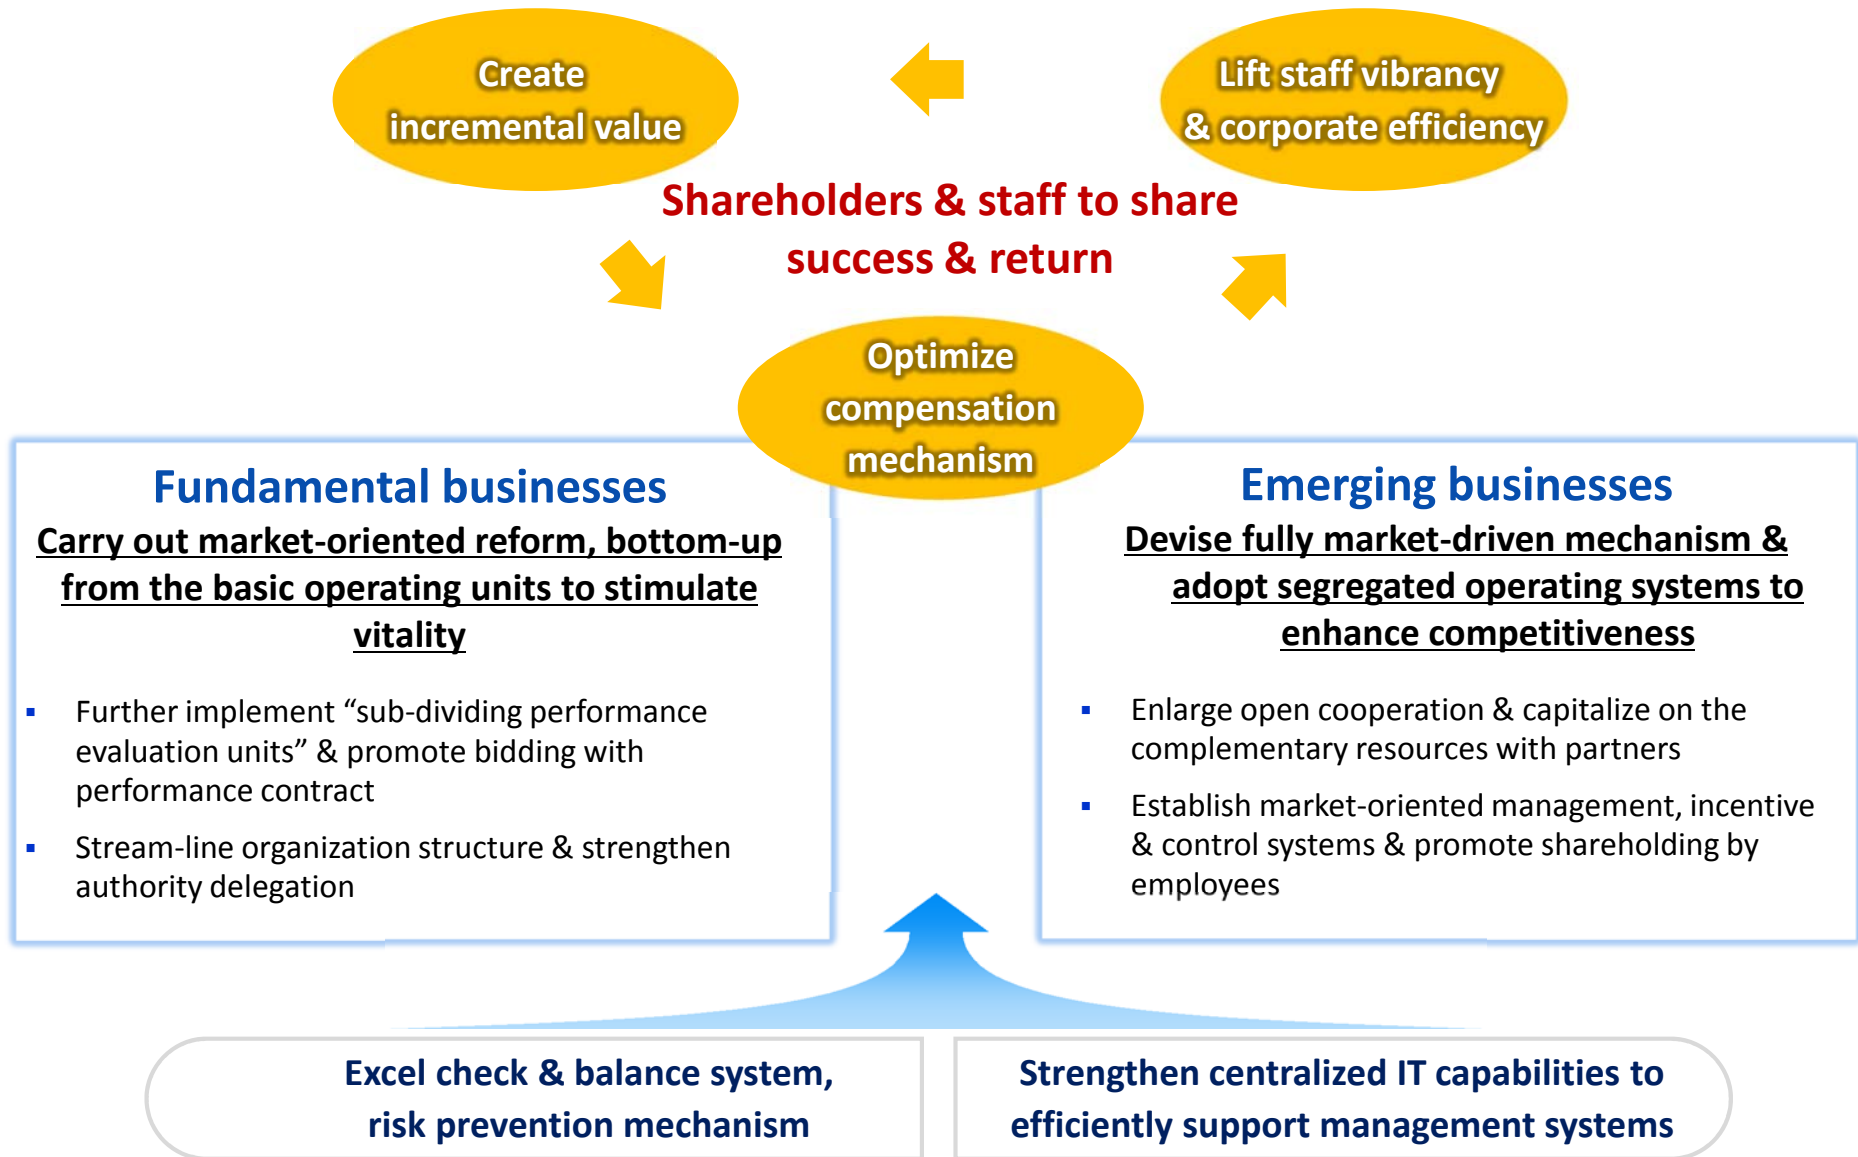 Create
incremental value
Lift staff vibrancy
& corporate efficiency
Shareholders & staff to share
success & return
Optimize
compensation
mechanism
Fundamental businesses
Carry out market-oriented reform, bottom-up
from the basic operating units to stimulate
vitality
▪ Further implement “sub-dividing performance
evaluation units” & promote bidding with
performance contract
▪ Stream-line organization structure & strengthen
authority delegation
Emerging businesses
Devise fully market-driven mechanism &
adopt segregated operating systems to
enhance competitiveness
▪ Enlarge open cooperation & capitalize on the
complementary resources with partners
▪ Establish market-oriented management, incentive
& control systems & promote shareholding by
employees
Excel check & balance system,
risk prevention mechanism
Strengthen centralized IT capabilities to
efficiently support management systems